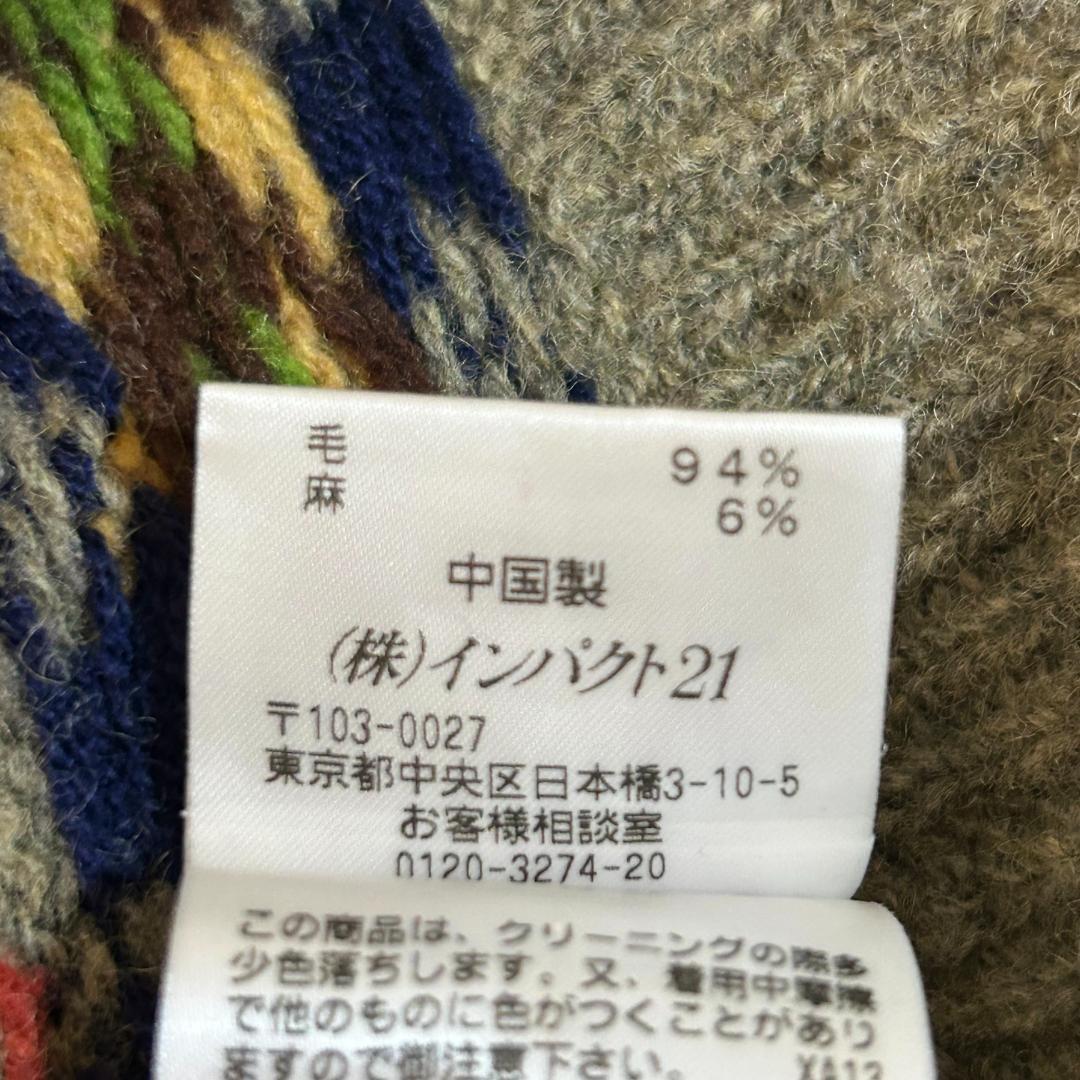 毛 94%
麻 6%
中国製
(株)インパクト21
〒103-0027
東京都中央区日本橋3-10-5
お客様相談室
0120-3274-20
この商品は、クリーニングの際多
少色落ちします。又、着用中摩擦
で他のものに色がつくことがあり
ますので御注意下さい。 XA12